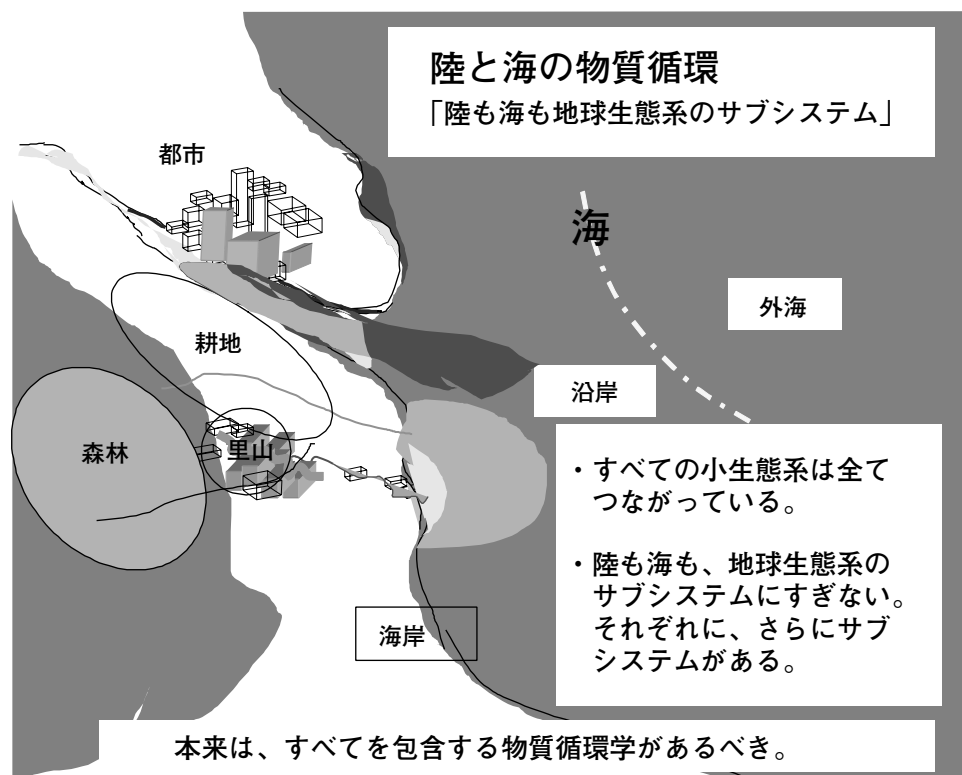 陸と海の物質循環
「陸も海も地球生態系のサブシステム」
都市
海
外海
耕地
沿岸
森林
里山
・すべての小生態系は全て
つながっている。
・陸も海も、地球生態系の
サブシステムにすぎない。
それぞれに、さらにサブ
システムがある。
海岸
本来は、すべてを包含する物質循環学があるべき。